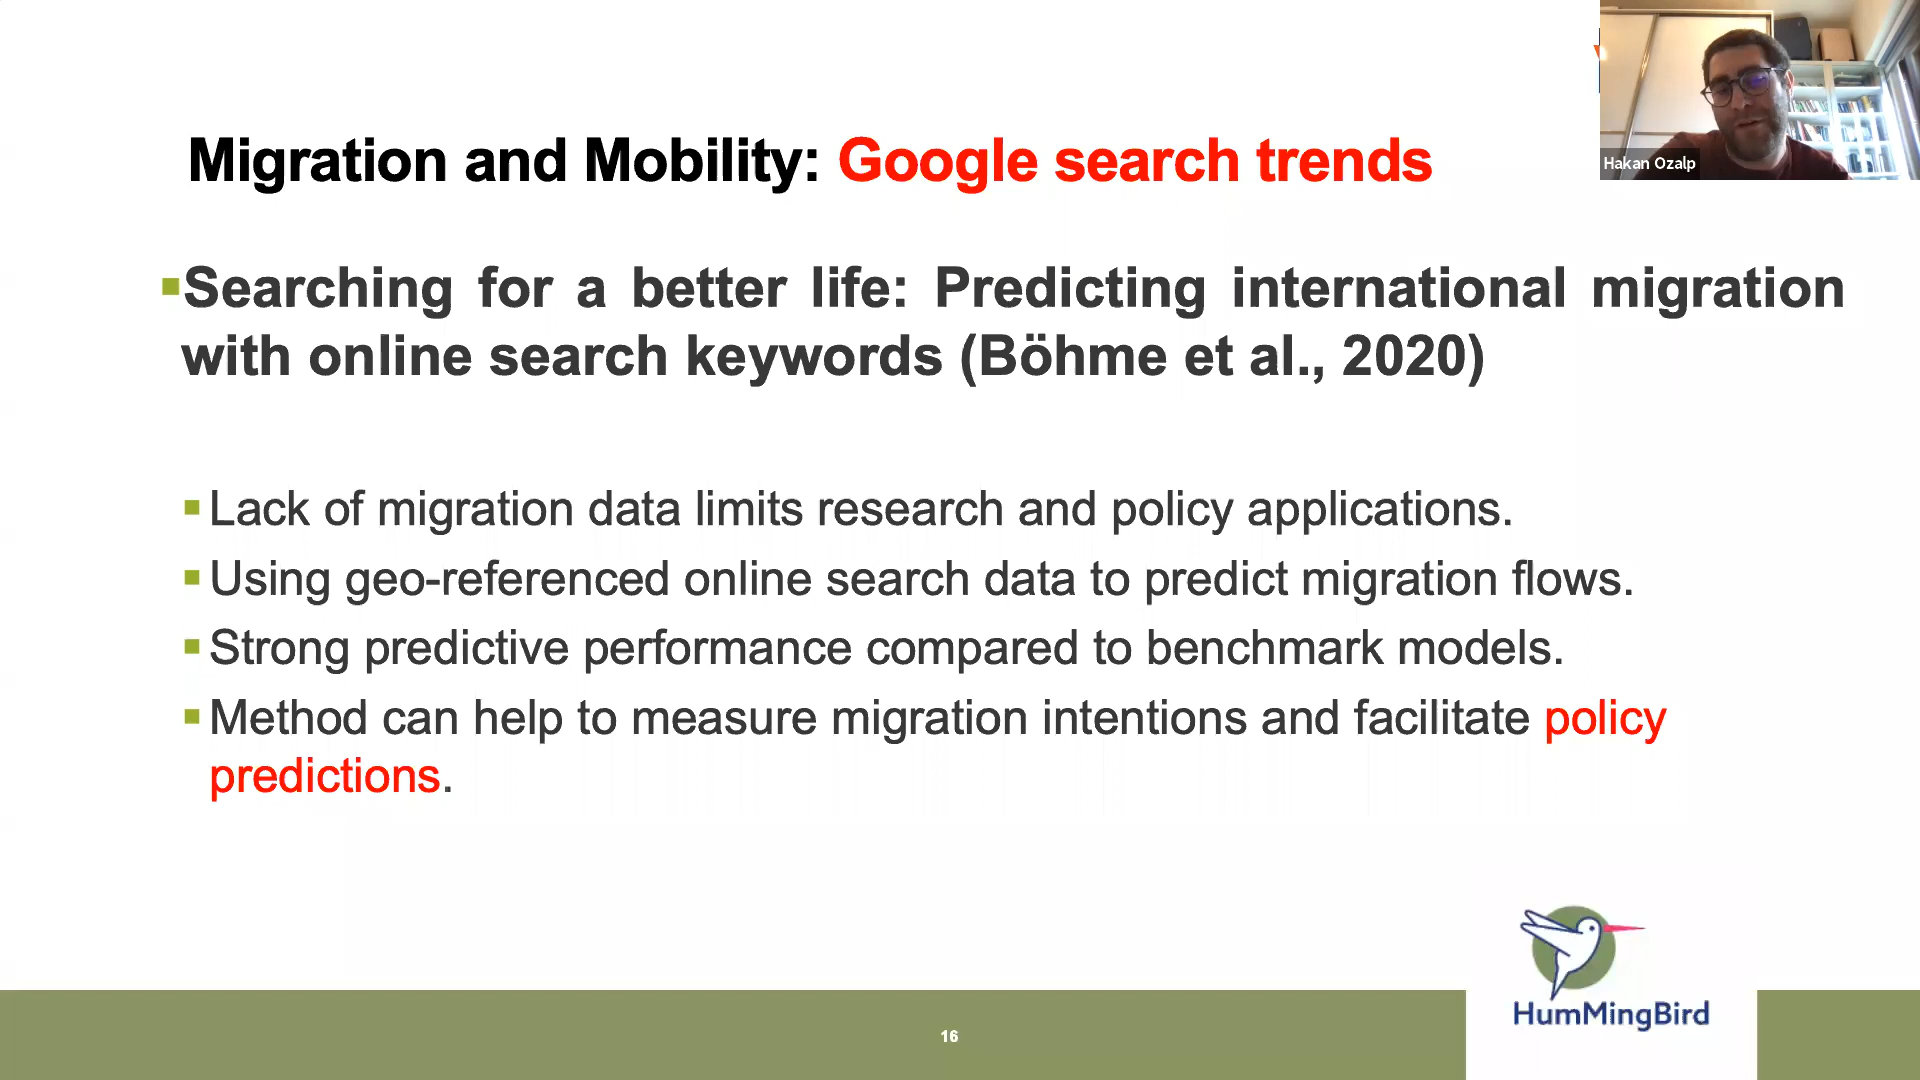 Hakan Ozalp
Migration and Mobility: Google search trends
Searching for a better life: Predicting international migration
with online search keywords (Böhme et al., 2020)
Lack of migration data limits research and policy applications.
Using geo-referenced online search data to predict migration flows.
Strong predictive performance compared to benchmark models.
Method can help to measure migration intentions and facilitate policy
predictions.
HumMingBird
16